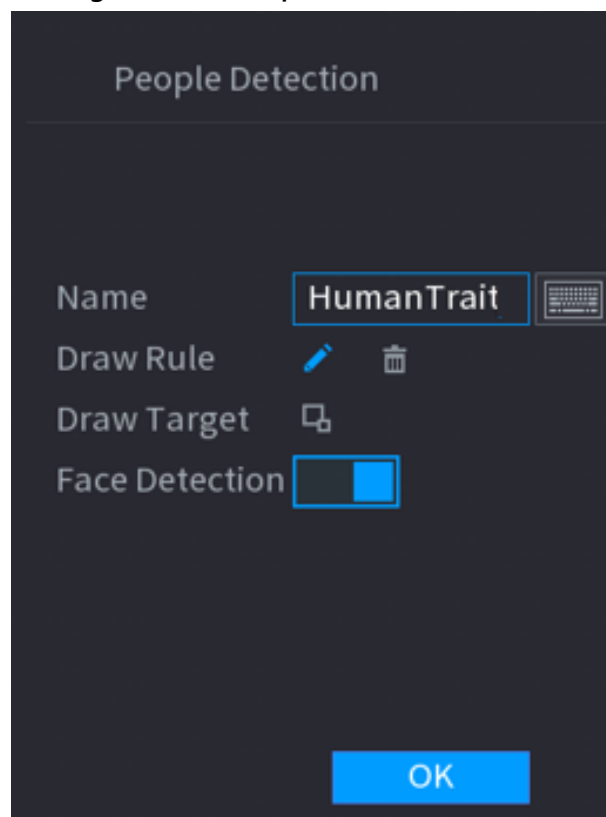 People Detection
Name HumanTrait
Draw Rule
Draw Target
Face Detection
OK